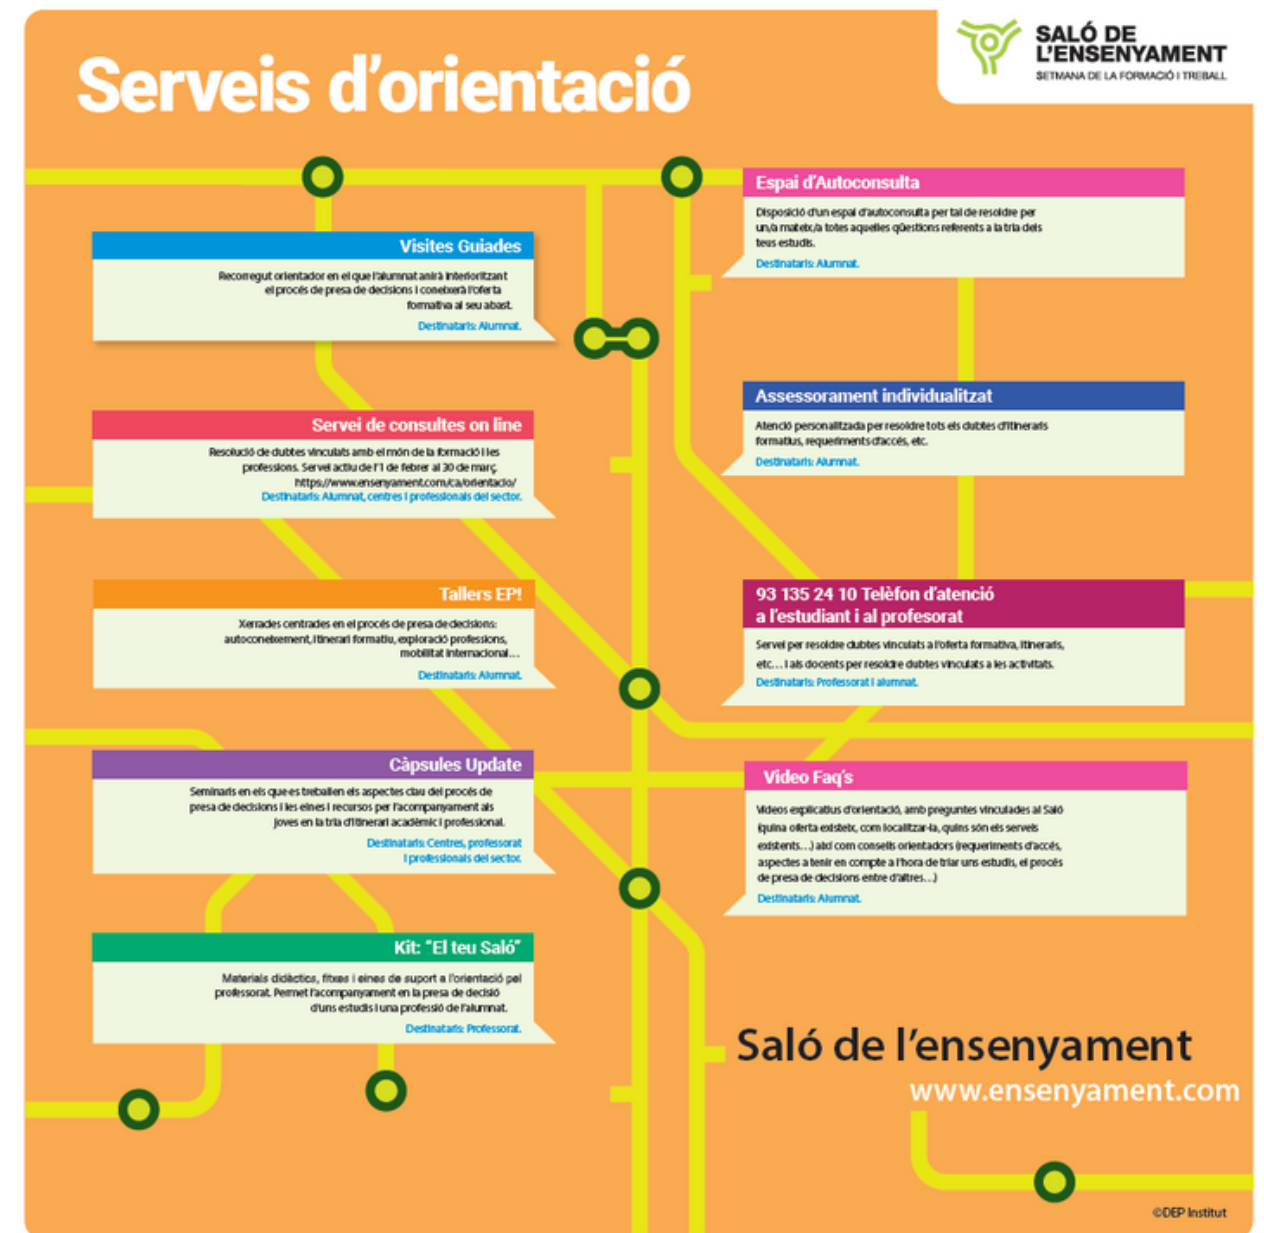 Serveis d'orientació
SALÓ DE
L'ENSENYAMENT
SETMANA DE LA FORMACIÓ I TREBALL
Visites Guiades
Recorregut orientador en el que l'alumnat anirà interioritzant
el procés de presa de decisions i coneixerà l'oferta
formativa al seu abast.
Destinataris: Alumnat.
Servei de consultes on line
Resolució de dubtes vinculats amb el món de la formació i les
professions. Servei actiu de l'1 de febrer al 30 de març.
https://www.ensenyament.com/ca/orientacio/
Destinataris: Alumnat, centres i professionals del sector.
Tallers EP!
Xerrades centrades en el procés de presa de decisions:
autoconeixement, itinerari formatiu, exploració professions,
mobilitat internacional...
Destinataris: Alumnat.
Càpsules Update
Seminaris en els que es treballen els aspectes clau del procés de
presa de decisions i les eines i recursos per l'acompanyament als
joves en la tria d'itinerari acadèmic i professional.
Destinataris: Centres, professorat
i professionals del sector.
Kit: "El teu Saló"
Materials didàctics, fitxes i eines de suport a l'orientació pel
professorat. Permet l'acompanyament en la presa de decisió
d'uns estudis i una professió de l'alumnat.
Destinataris: Professorat.
Espai d'Autoconsulta
Disposició d'un espai d'autoconsulta per tal de resoldre per
un/a mateix/a totes aquelles qüestions referents a la tria dels
teus estudis.
Destinataris: Alumnat.
Assessorament individualitzat
Atenció personalitzada per resoldre tots els dubtes d'itineraris
formatius, requeriments d'accés, etc.
Destinataris: Alumnat.
93 135 24 10 Telèfon d'atenció
a l'estudiant i al profesorat
Servei per resoldre dubtes vinculats a l'oferta formativa, itineraris,
etc... i als docents per resoldre dubtes vinculats a les activitats.
Destinataris: Professorat i alumnat.
Video Faq's
Videos explicatius d'orientació, amb preguntes vinculades al Saló
(quina oferta existeix, com localitzar-la, quins són els serveis
existents...) així com consells orientadors (requeriments d'accés,
aspectes a tenir en compte a l'hora de triar uns estudis, el procés
de presa de decisions entre d'altres...)
Destinataris: Alumnat.
Saló de l'ensenyament
www.ensenyament.com
©DEP Institut